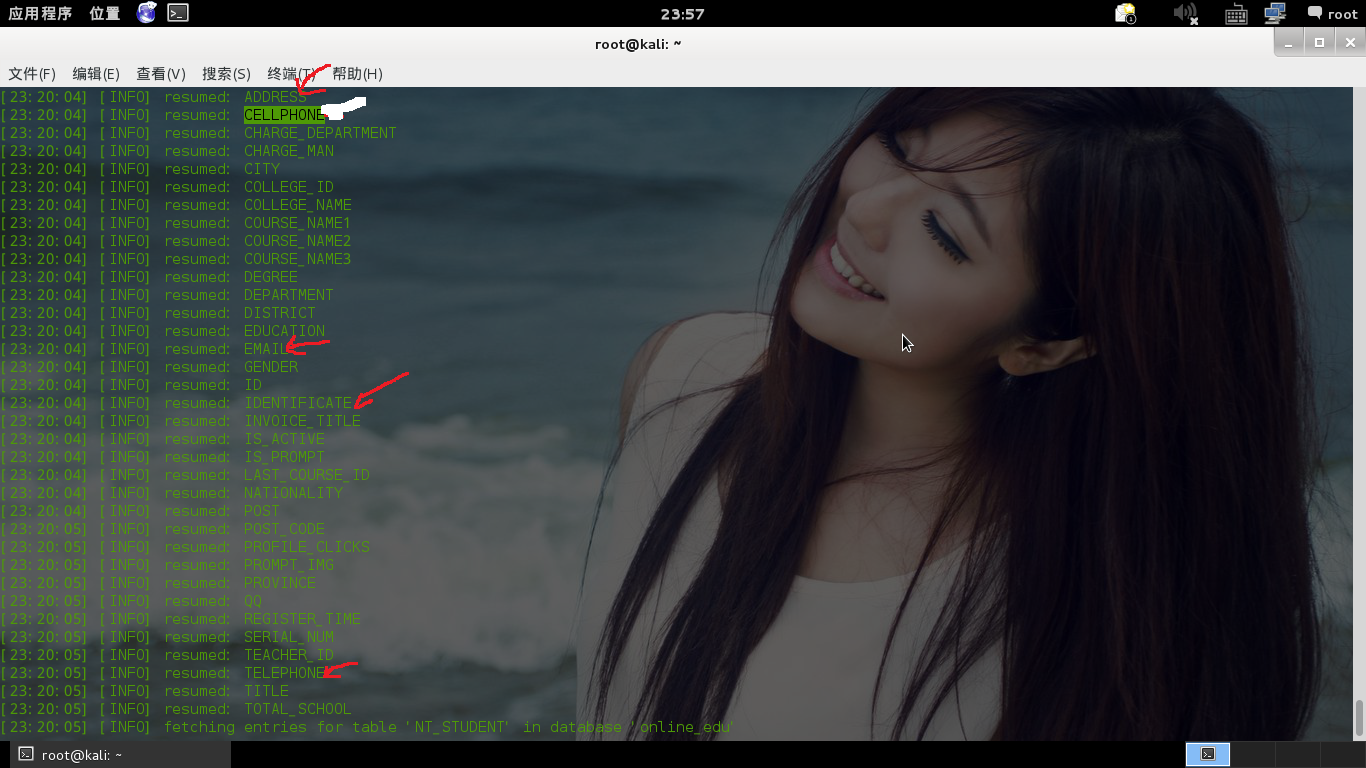 应用程序 位置 23:57 1 root
root@kali: ~
文件(F) 编辑(E) 查看(V) 搜索(S) 终端(T) 帮助(H)
[23:20:04] [INFO] resumed: ADDRESS
[23:20:04] [INFO] resumed: CELLPHONE
[23:20:04] [INFO] resumed: CHARGE_DEPARTMENT
[23:20:04] [INFO] resumed: CHARGE_MAN
[23:20:04] [INFO] resumed: CITY
[23:20:04] [INFO] resumed: COLLEGE_ID
[23:20:04] [INFO] resumed: COLLEGE_NAME
[23:20:04] [INFO] resumed: COURSE_NAME1
[23:20:04] [INFO] resumed: COURSE_NAME2
[23:20:04] [INFO] resumed: COURSE_NAME3
[23:20:04] [INFO] resumed: DEGREE
[23:20:04] [INFO] resumed: DEPARTMENT
[23:20:04] [INFO] resumed: DISTRICT
[23:20:04] [INFO] resumed: EDUCATION
[23:20:04] [INFO] resumed: EMAIL
[23:20:04] [INFO] resumed: GENDER
[23:20:04] [INFO] resumed: ID
[23:20:04] [INFO] resumed: IDENTIFICATE
[23:20:04] [INFO] resumed: INVOICE_TITLE
[23:20:04] [INFO] resumed: IS_ACTIVE
[23:20:04] [INFO] resumed: IS_PROMPT
[23:20:04] [INFO] resumed: LAST_COURSE_ID
[23:20:04] [INFO] resumed: NATIONALITY
[23:20:04] [INFO] resumed: POST
[23:20:05] [INFO] resumed: POST_CODE
[23:20:05] [INFO] resumed: PROFILE_CLICKS
[23:20:05] [INFO] resumed: PROMPT_IMG
[23:20:05] [INFO] resumed: PROVINCE
[23:20:05] [INFO] resumed: QQ
[23:20:05] [INFO] resumed: REGISTER_TIME
[23:20:05] [INFO] resumed: SERIAL_NUM
[23:20:05] [INFO] resumed: TEACHER_ID
[23:20:05] [INFO] resumed: TELEPHONE
[23:20:05] [INFO] resumed: TITLE
[23:20:05] [INFO] resumed: TOTAL_SCHOOL
[23:20:05] [INFO] fetching entries for table 'NT_STUDENT' in database 'online_edu'
root@kali: ~